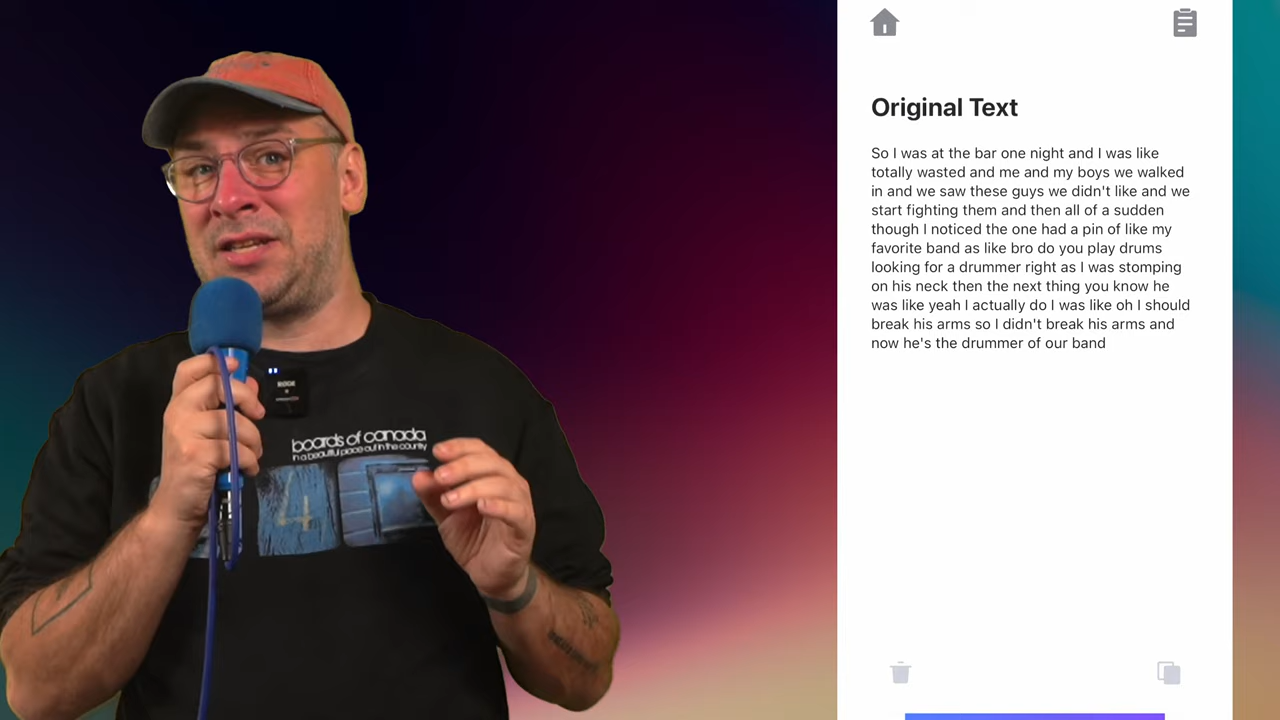 RØDE
boards of canada
in a beautiful place out in the country
4
Original Text
So I was at the bar one night and I was like
totally wasted and me and my boys we walked
in and we saw these guys we didn't like and we
start fighting them and then all of a sudden
though I noticed the one had a pin of like my
favorite band as like bro do you play drums
looking for a drummer right as I was stomping
on his neck then the next thing you know he
was like yeah I actually do I was like oh I should
break his arms so I didn't break his arms and
now he's the drummer of our band